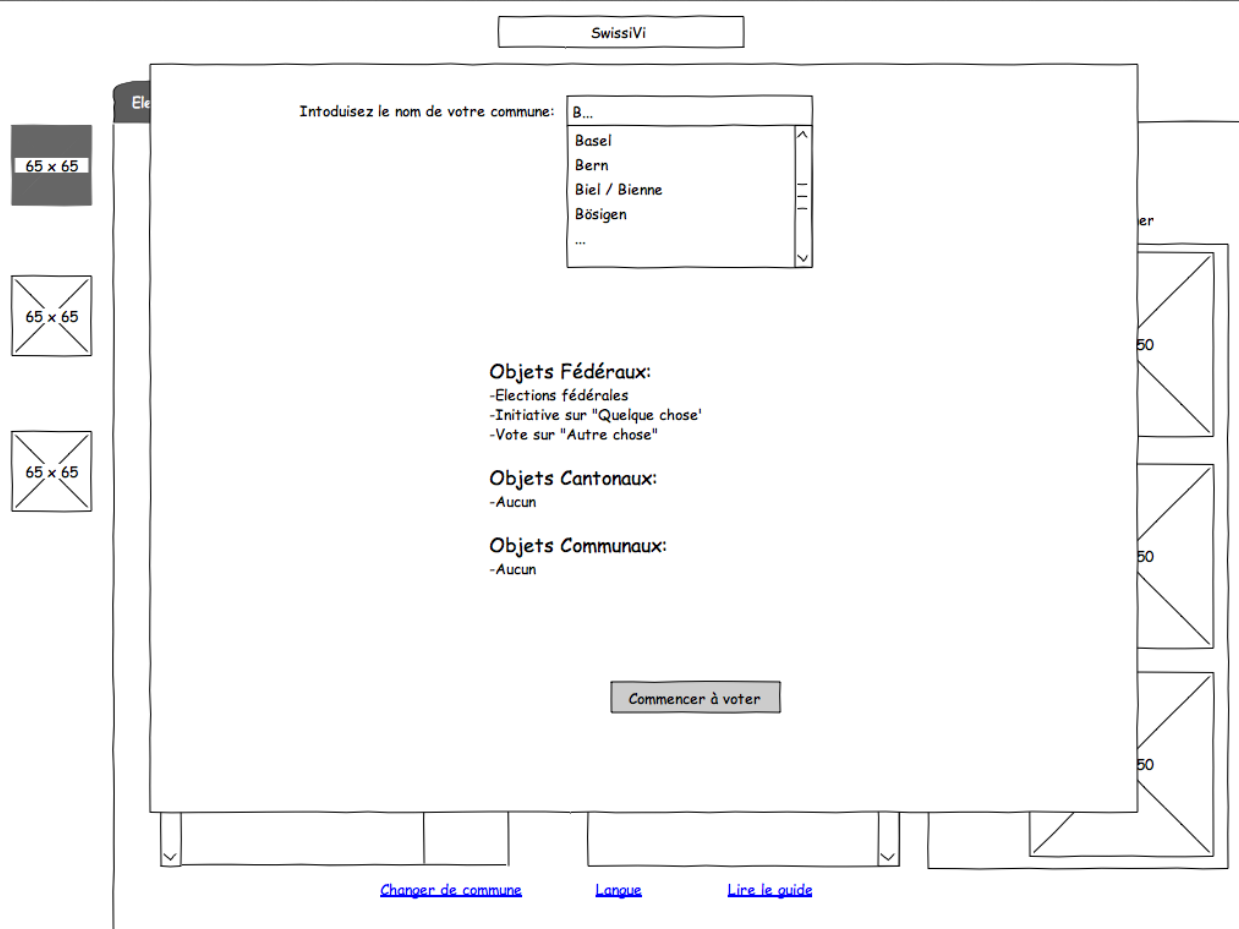 SwissiVi
Ele
Intoduisez le nom de votre commune:
B...
Basel
Bern
Biel / Bienne
Bösigen
...
65 x 65
65 x 65
65 x 65
er
50
50
50
Objets Fédéraux:
-Elections fédérales
-Initiative sur "Quelque chose'
-Vote sur "Autre chose"
Objets Cantonaux:
-Aucun
Objets Communaux:
-Aucun
Commencer à voter
Changer de commune
Langue
Lire le guide